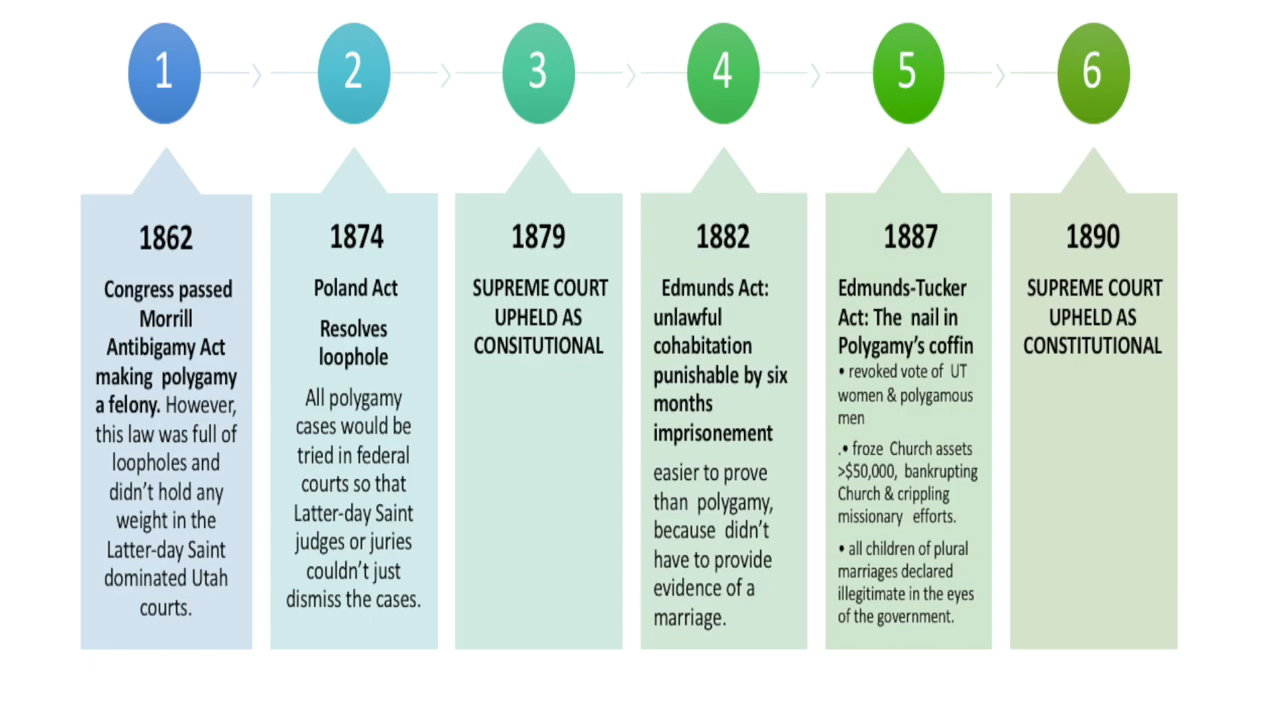 1
2
3
4
5
6
1862
Congress passed
Morrill
Antibigamy Act
making polygamy
a felony. However,
this law was full of
loopholes and
didn't hold any
weight in the
Latter-day Saint
dominated Utah
courts.
1874
Poland Act
Resolves
loophole
All polygamy
cases would be
tried in federal
courts so that
Latter-day Saint
judges or juries
couldn't just
dismiss the cases.
1879
SUPREME COURT
UPHELD AS
CONSITUTIONAL
1882
Edmunds Act:
unlawful
cohabitation
punishable by six
months
imprisonement
easier to prove
than polygamy,
because didn't
have to provide
evidence of a
marriage.
1887
Edmunds-Tucker
Act: The nail in
Polygamy's coffin
• revoked vote of UT
women & polygamous
men
.• froze Church assets
>$50,000, bankrupting
Church & crippling
missionary efforts.
• all children of plural
marriages declared
illegitimate in the eyes
of the government.
1890
SUPREME COURT
UPHELD AS
CONSTITUTIONAL